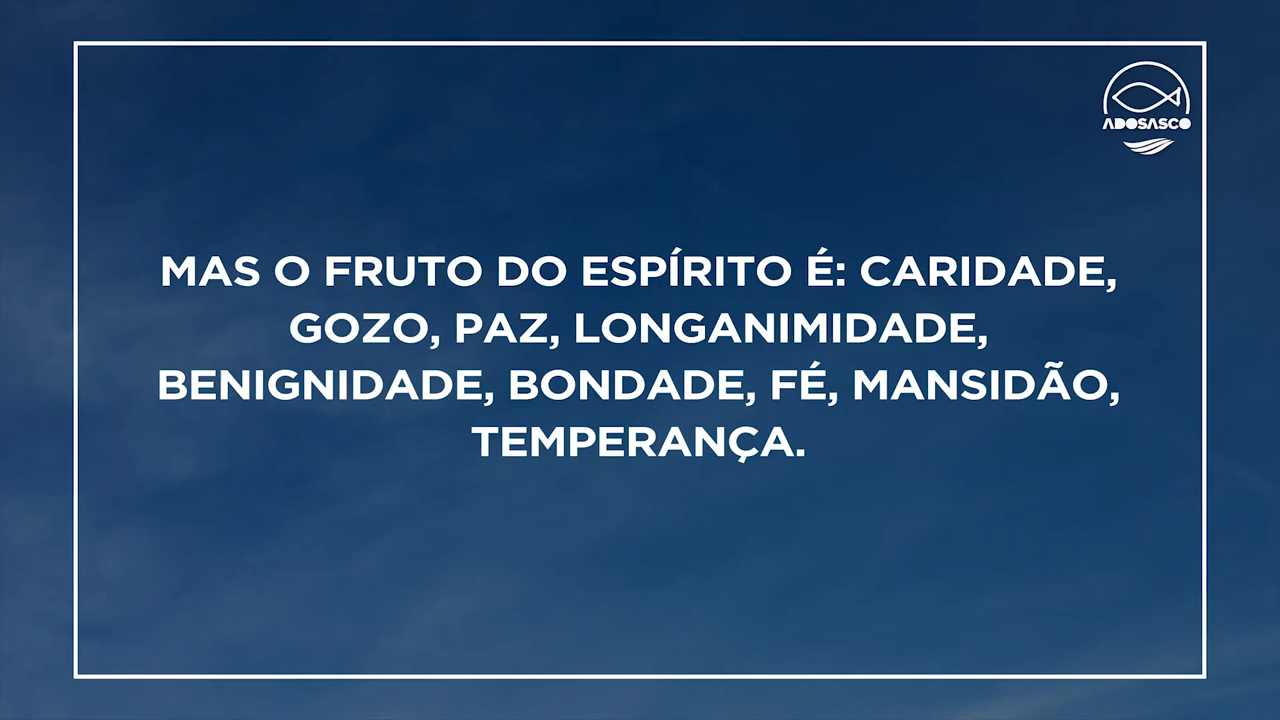 ADOSASCO
MAS O FRUTO DO ESPÍRITO É: CARIDADE,
GOZO, PAZ, LONGANIMIDADE,
BENIGNIDADE, BONDADE, FÉ, MANSIDÃO,
TEMPERANÇA.